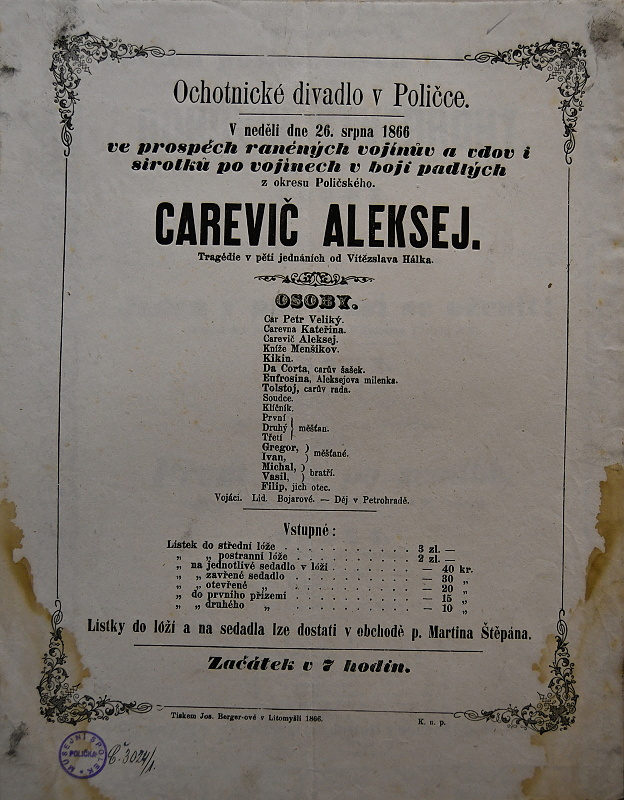 Ochotnické divadlo v Poličce.
V neděli dne 26. srpna 1866
ve prospěch raněných vojínův a vdov i
sirotků po vojínech v boji padlých
z okresu Poličského.
CAREVIČ ALEKSEJ.
Tragédie v pěti jednáních od Vítězslava Hálka.
OSOBY.
Car Petr Veliký.
Carevna Kateřina.
Carevič Aleksej.
Kníže Menšikov.
Kikin.
Da Corta, carův šašek.
Eufrosina, Aleksejova milenka.
Tolstoj, carův rada.
Soudce.
Klíčník.
První
Druhý } měšťan.
Třetí
Gregor, )
Ivan, ) měšťané.
Michal, )
Vasil, ) bratří.
Filip, jich otec.
Vojáci. Lid. Bojarové. — Děj v Petrohradě.
Vstupné:
Lístek do střední lóže . . . . . . . . . . . 3 zl. —
„ „ postranní lóže . . . . . . . . . . . 2 zl. —
„ na jednotlivé sedadlo v lóži . . . . . . . . — 40 kr.
„ „ zavřené sedadlo . . . . . . . . . . . — 30 „
„ „ otevřené „ . . . . . . . . . . . — 20 „
„ do prvního přízemí . . . . . . . . . . . — 15 „
„ „ druhého „ . . . . . . . . . . . — 10 „
Lístky do lóží a na sedadla lze dostati v obchodě p. Martina Štěpána.
Začátek v 7 hodin.
Tiskem Jos. Berger-ové v Litomyšli 1866.
K. n. p.
MUSEJNÍ SPOLEK POLIČKA
Č. 3024/1.